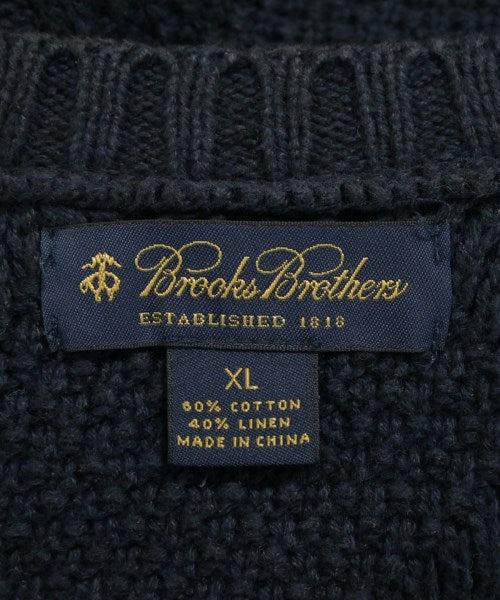 Brooks Brothers
ESTABLISHED 1818
XL
60% COTTON
40% LINEN
MADE IN CHINA